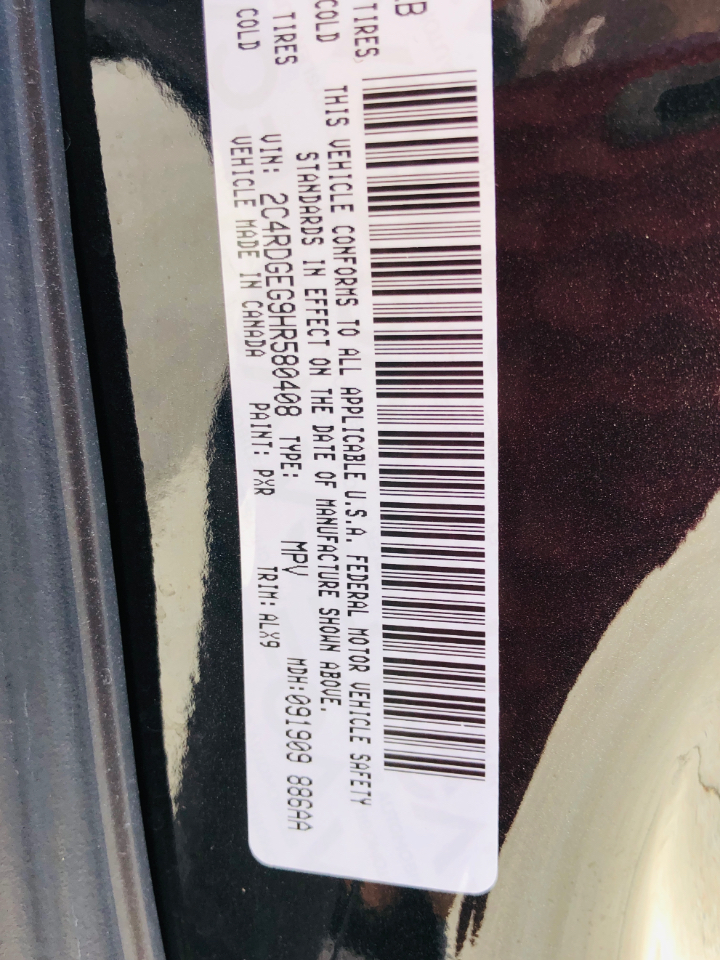 AB
TIRES
COLD
TIRES
COLD
THIS VEHICLE CONFORMS TO ALL APPLICABLE U.S.A. FEDERAL MOTOR VEHICLE SAFETY
STANDARDS IN EFFECT ON THE DATE OF MANUFACTURE SHOWN ABOVE.
VIN: 2C4RDGEG9HR580408 TYPE: MPV MDH:091909 886AA
VEHICLE MADE IN CANADA PAINT: PXR TRIM:ALX9